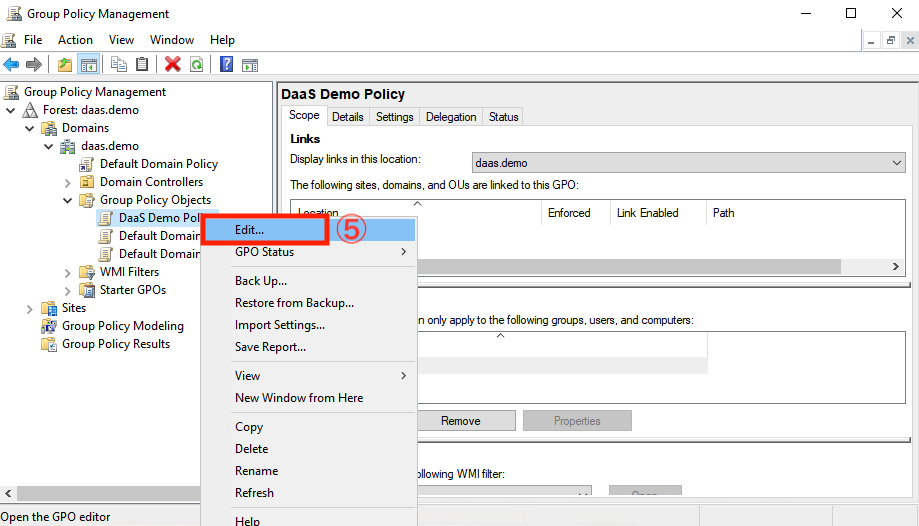 Group Policy Management
File Action View Window Help
Group Policy Management
Forest: daas.demo
Domains
daas.demo
Default Domain Policy
Domain Controllers
Group Policy Objects
DaaS Demo Poli
Default Domain
Default Domain
WMI Filters
Starter GPOs
Sites
Group Policy Modeling
Group Policy Results
DaaS Demo Policy
Scope Details Settings Delegation Status
Links
Display links in this location: daas.demo
The following sites, domains, and OUs are linked to this GPO:
Location Enforced Link Enabled Path
n only apply to the following groups, users, and computers:
Remove Properties
llowing WMI filter:
Open
Edit... ⑤
GPO Status
Back Up...
Restore from Backup...
Import Settings...
Save Report...
View
New Window from Here
Copy
Delete
Rename
Refresh
Help
Open the GPO editor